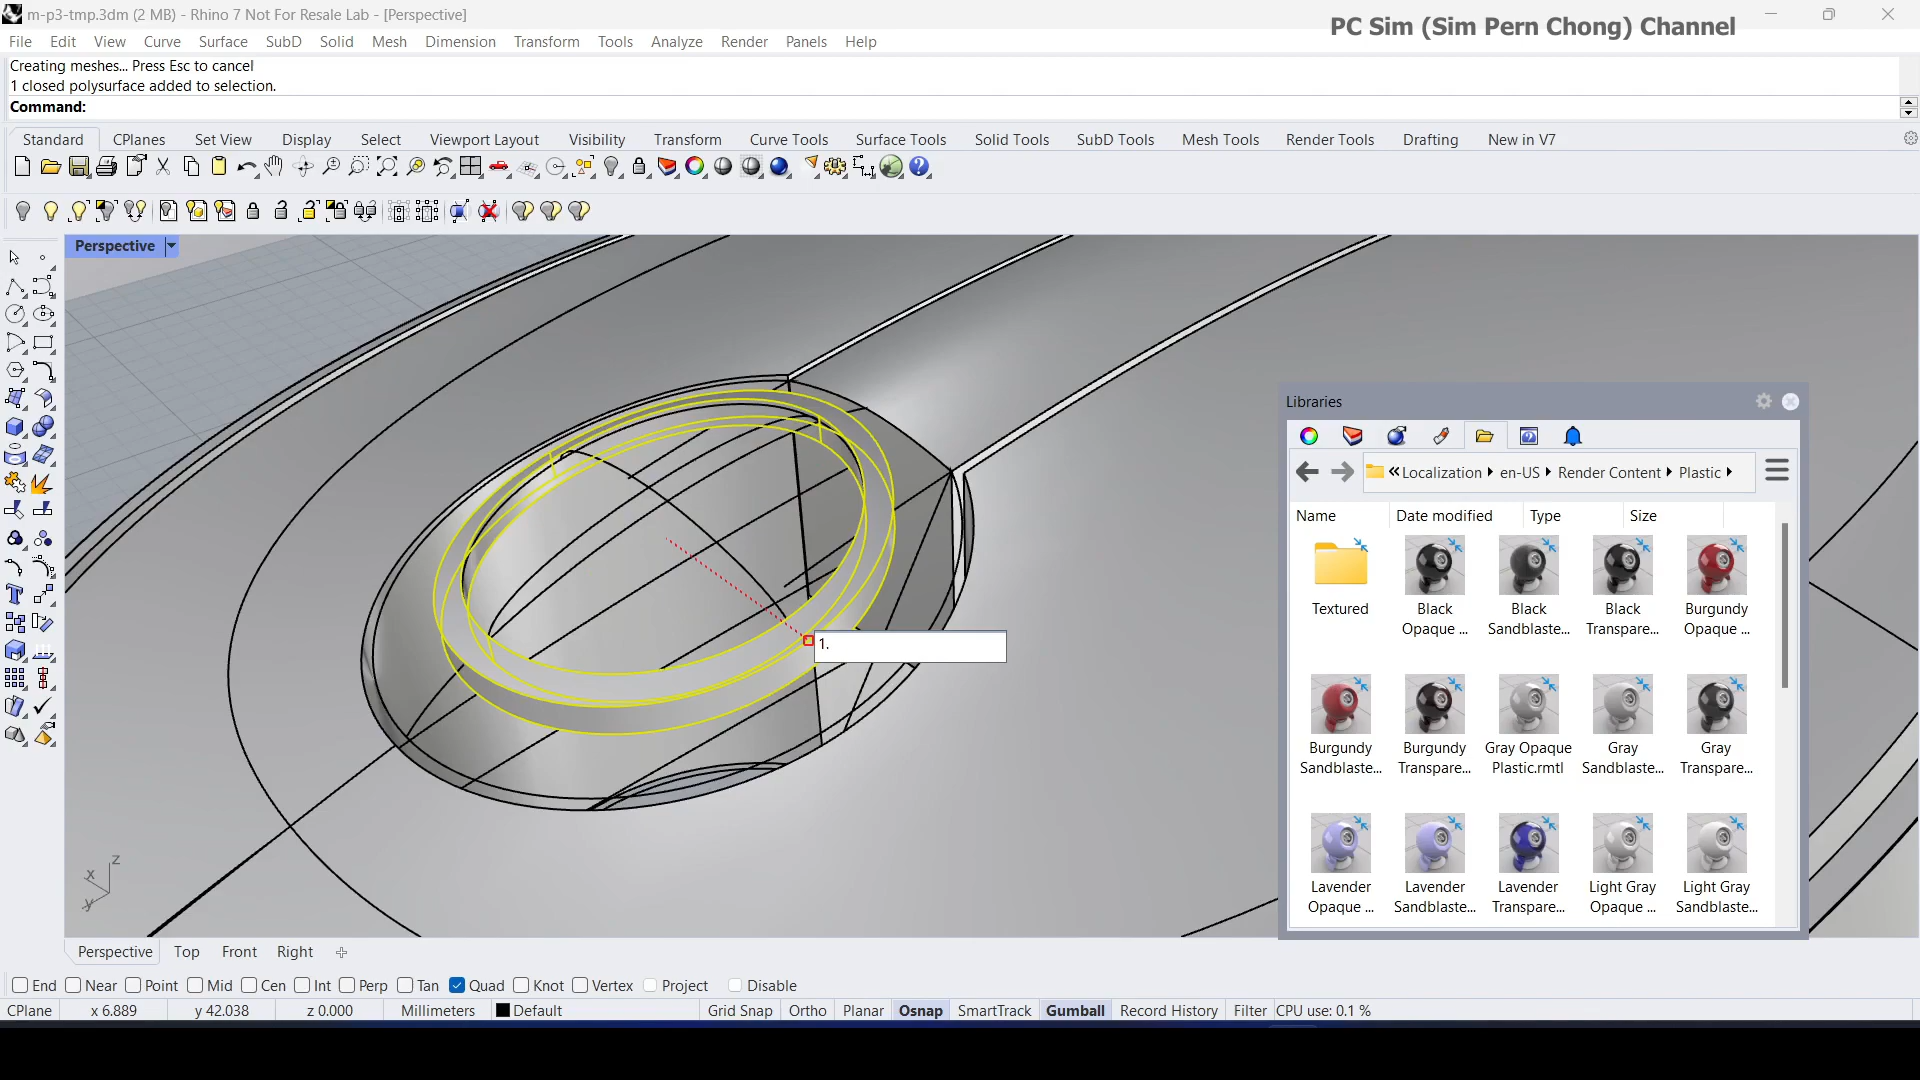 m-p3-tmp.3dm (2 MB) - Rhino 7 Not For Resale Lab - [Perspective]
PC Sim (Sim Pern Chong) Channel
File Edit View Curve Surface SubD Solid Mesh Dimension Transform Tools Analyze Render Panels Help
Creating meshes... Press Esc to cancel
1 closed polysurface added to selection.
Command:
Standard CPlanes Set View Display Select Viewport Layout Visibility Transform Curve Tools Surface Tools Solid Tools SubD Tools Mesh Tools Render Tools Drafting New in V7
Perspective
1.
z
x
y
Libraries
« Localization en-US Render Content Plastic
Name Date modified Type Size
Textured
Black Opaque ...
Black Sandblaste...
Black Transpare...
Burgundy Opaque ...
Burgundy Sandblaste...
Burgundy Transpare...
Gray Opaque Plastic.rmtl
Gray Sandblaste...
Gray Transpare...
Lavender Opaque ...
Lavender Sandblaste...
Lavender Transpare...
Light Gray Opaque ...
Light Gray Sandblaste...
Perspective Top Front Right
End Near Point Mid Cen Int Perp Tan Quad Knot Vertex Project Disable
CPlane x 6.889 y 42.038 z 0.000 Millimeters Default Grid Snap Ortho Planar Osnap SmartTrack Gumball Record History Filter CPU use: 0.1 %